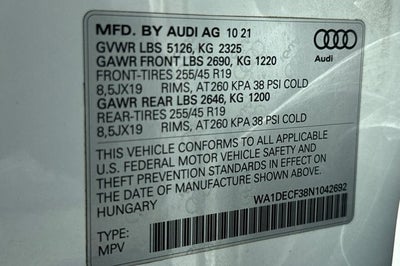 MFD. BY AUDI AG 10 21
GVWR LBS 5126, KG 2325
GAWR FRONT LBS 2690, KG 1220
FRONT-TIRES 255/45 R19
8,5JX19 RIMS, AT260 KPA 38 PSI COLD
GAWR REAR LBS 2646, KG 1200
REAR-TIRES 255/45 R19
8,5JX19 RIMS, AT260 KPA 38 PSI COLD
Audi
THIS VEHICLE CONFORMS TO ALL APPLICABLE
U.S. FEDERAL MOTOR VEHICLE SAFETY AND
THEFT PREVENTION STANDARDS IN EFFECT ON
THE DATE OF MANUFACTURE SHOWN ABOVE
HUNGARY
WA1DECF38N1042692
TYPE:
MPV